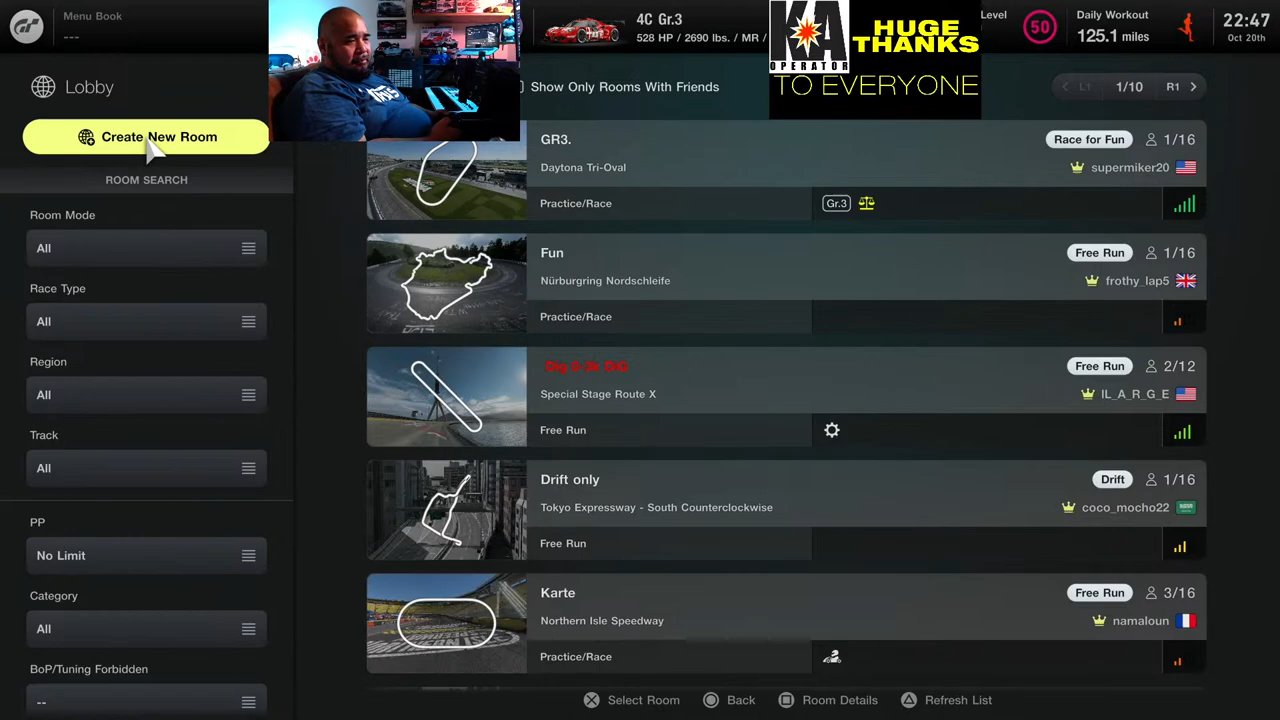 Menu Book
---
4C Gr.3
528 HP / 2690 lbs. / MR /
KA
OPERATOR
HUGE
THANKS
TO EVERYONE
Level
50
Daily Workout
125.1 miles
22:47
Oct 20th
Lobby
Show Only Rooms With Friends
L1
1/10
R1
Create New Room
ROOM SEARCH
Room Mode
All
Race Type
All
Region
All
Track
All
PP
No Limit
Category
All
BoP/Tuning Forbidden
--
GR3.
Race for Fun
1/16
Daytona Tri-Oval
supermiker20
Practice/Race
Gr.3
Fun
Free Run
1/16
Nürburgring Nordschleife
frothy_lap5
Practice/Race
Dig 0-3k DiG
Free Run
2/12
Special Stage Route X
IL_A_R_G_E
Free Run
Drift only
Drift
1/16
Tokyo Expressway - South Counterclockwise
coco_mocho22
Free Run
Karte
Free Run
3/16
Northern Isle Speedway
namaloun
Practice/Race
Select Room
Back
Room Details
Refresh List